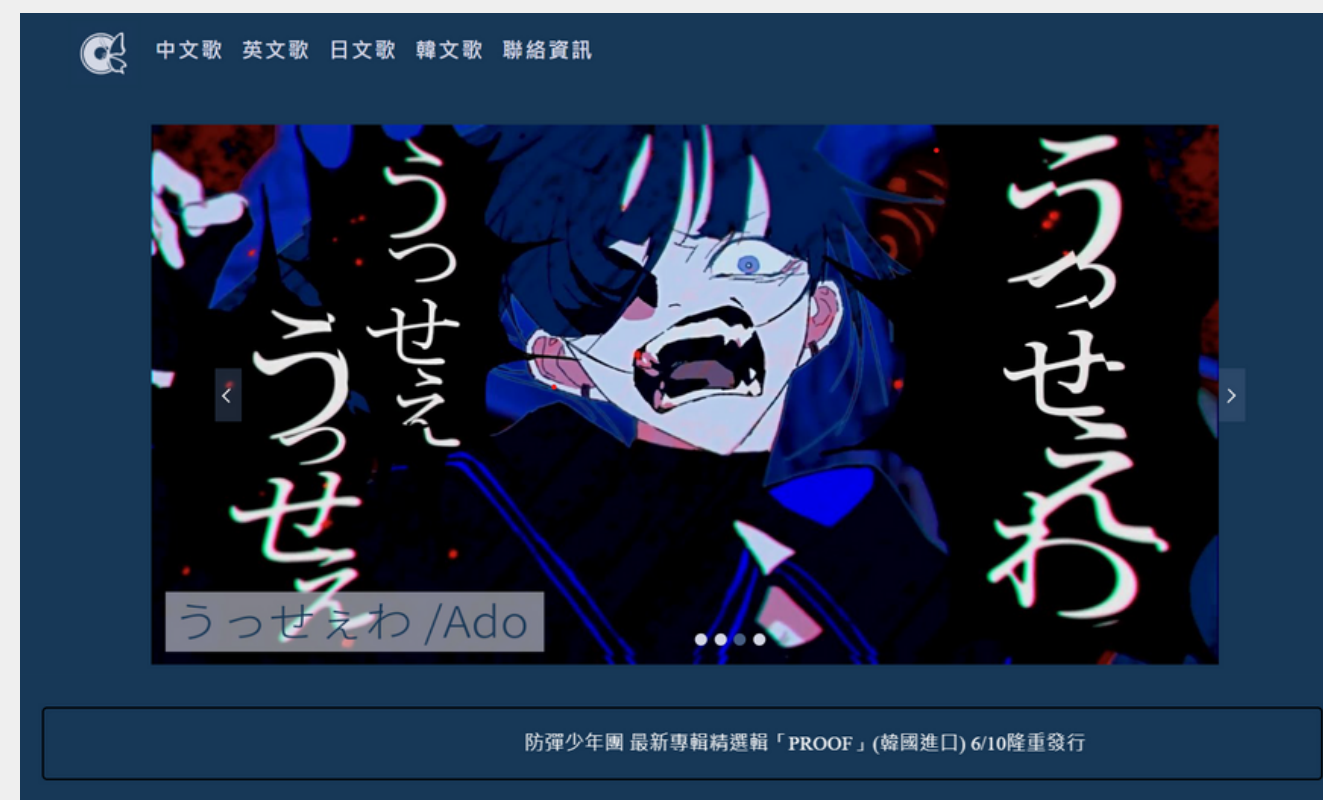 中文歌 英文歌 日文歌 韓文歌 聯絡資訊
うっせぇ
うっせぇ
うっせぇわ
うっせぇわ /Ado
防彈少年團 最新專輯精選輯「PROOF」(韓國進口) 6/10隆重發行